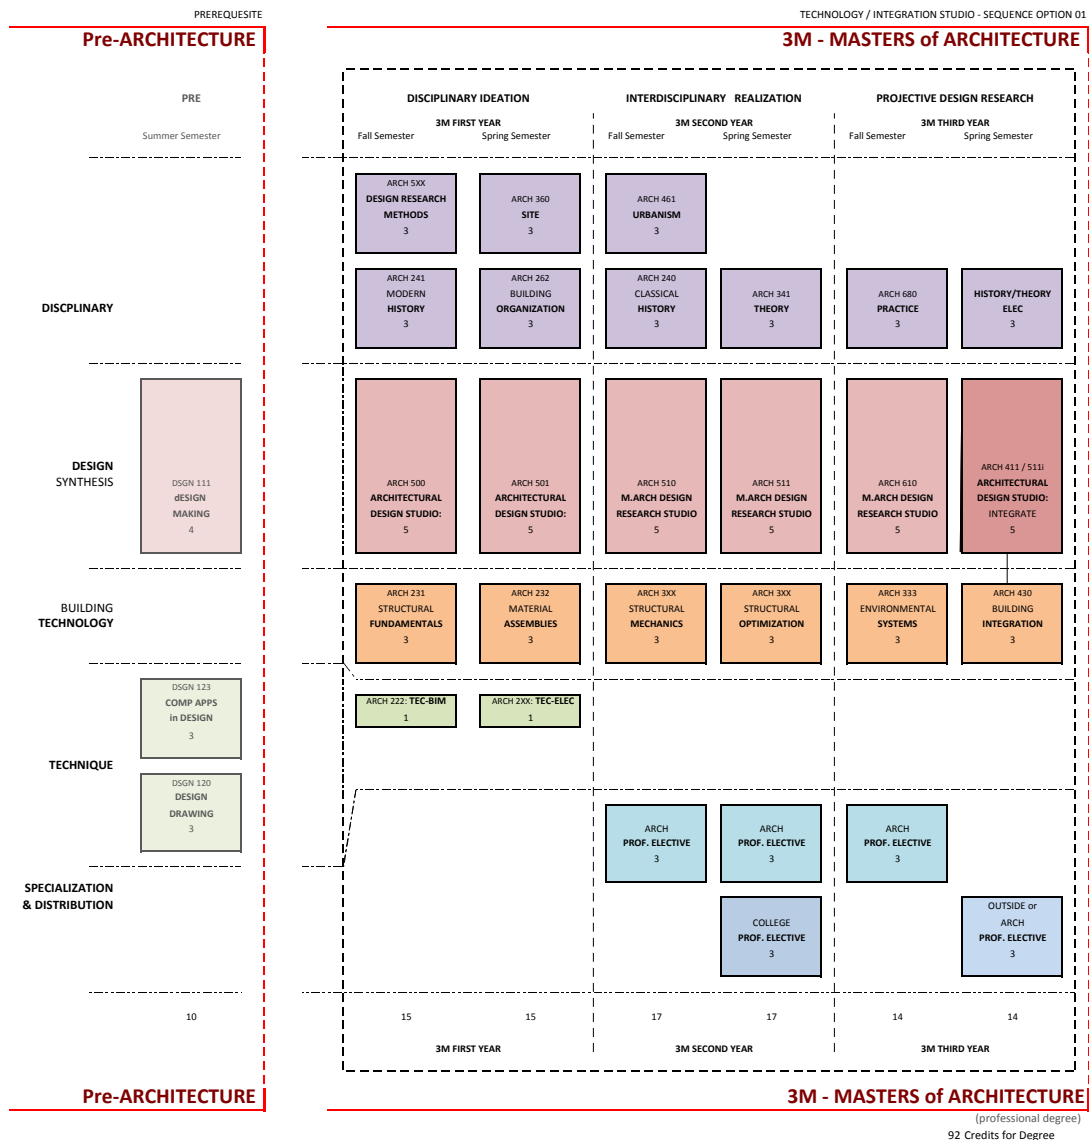 PREREQUESITE
TECHNOLOGY / INTEGRATION STUDIO - SEQUENCE OPTION 01
Pre-ARCHITECTURE
3M - MASTERS of ARCHITECTURE
PRE
DISCIPLINARY IDEATION
INTERDISCIPLINARY REALIZATION
PROJECTIVE DESIGN RESEARCH
3M FIRST YEAR
3M SECOND YEAR
3M THIRD YEAR
Summer Semester
Fall Semester
Spring Semester
Fall Semester
Spring Semester
Fall Semester
Spring Semester
ARCH 5XX
DESIGN RESEARCH
METHODS
3
ARCH 360
SITE
3
ARCH 461
URBANISM
3
DISCPLINARY
ARCH 241
MODERN
HISTORY
3
ARCH 262
BUILDING
ORGANIZATION
3
ARCH 240
CLASSICAL
HISTORY
3
ARCH 341
THEORY
3
ARCH 680
PRACTICE
3
HISTORY/THEORY
ELEC
3
DESIGN
SYNTHESIS
DSGN 111
dESIGN
MAKING
4
ARCH 500
ARCHITECTURAL
DESIGN STUDIO:
5
ARCH 501
ARCHITECTURAL
DESIGN STUDIO:
5
ARCH 510
M.ARCH DESIGN
RESEARCH STUDIO
5
ARCH 511
M.ARCH DESIGN
RESEARCH STUDIO
5
ARCH 610
M.ARCH DESIGN
RESEARCH STUDIO
5
ARCH 411 / 511i
ARCHITECTURAL
DESIGN STUDIO:
INTEGRATE
5
BUILDING
TECHNOLOGY
ARCH 231
STRUCTURAL
FUNDAMENTALS
3
ARCH 232
MATERIAL
ASSEMBLIES
3
ARCH 3XX
STRUCTURAL
MECHANICS
3
ARCH 3XX
STRUCTURAL
OPTIMIZATION
3
ARCH 333
ENVIRONMENTAL
SYSTEMS
3
ARCH 430
BUILDING
INTEGRATION
3
TECHNIQUE
DSGN 123
COMP APPS
in DESIGN
3
ARCH 222: TEC-BIM
1
ARCH 2XX: TEC-ELEC
1
DSGN 120
DESIGN
DRAWING
3
SPECIALIZATION
& DISTRIBUTION
ARCH
PROF. ELECTIVE
3
ARCH
PROF. ELECTIVE
3
ARCH
PROF. ELECTIVE
3
COLLEGE
PROF. ELECTIVE
3
OUTSIDE or
ARCH
PROF. ELECTIVE
3
10
15
15
17
17
14
14
3M FIRST YEAR
3M SECOND YEAR
3M THIRD YEAR
Pre-ARCHITECTURE
3M - MASTERS of ARCHITECTURE
(professional degree)
92 Credits for Degree